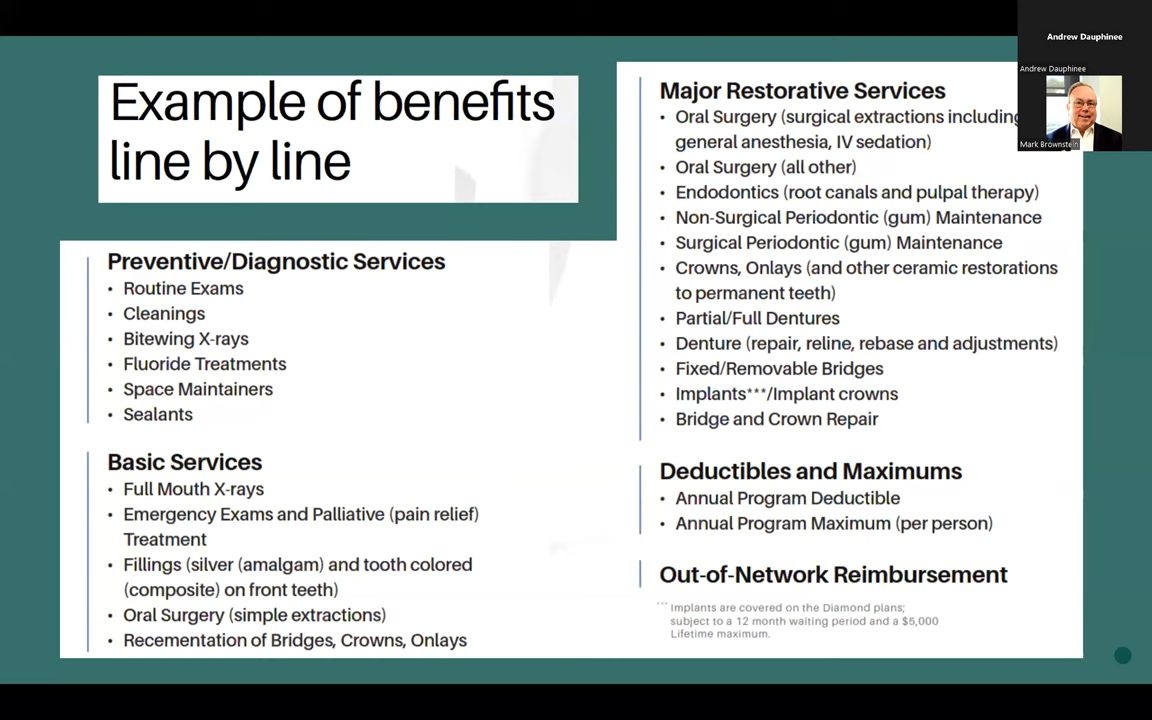 Example of benefits
line by line
Preventive/Diagnostic Services
• Routine Exams
• Cleanings
• Bitewing X-rays
• Fluoride Treatments
• Space Maintainers
• Sealants
Basic Services
• Full Mouth X-rays
• Emergency Exams and Palliative (pain relief)
Treatment
• Fillings (silver (amalgam) and tooth colored
(composite) on front teeth)
• Oral Surgery (simple extractions)
• Recementation of Bridges, Crowns, Onlays
Major Restorative Services
• Oral Surgery (surgical extractions including
general anesthesia, IV sedation)
• Oral Surgery (all other)
• Endodontics (root canals and pulpal therapy)
• Non-Surgical Periodontic (gum) Maintenance
• Surgical Periodontic (gum) Maintenance
• Crowns, Onlays (and other ceramic restorations
to permanent teeth)
• Partial/Full Dentures
• Denture (repair, reline, rebase and adjustments)
• Fixed/Removable Bridges
• Implants***/Implant crowns
• Bridge and Crown Repair
Deductibles and Maximums
• Annual Program Deductible
• Annual Program Maximum (per person)
Out-of-Network Reimbursement
*** Implants are covered on the Diamond plans;
subject to a 12 month waiting period and a $5,000
Lifetime maximum.
Andrew Dauphinee
Andrew Dauphinee
Mark Brownstein